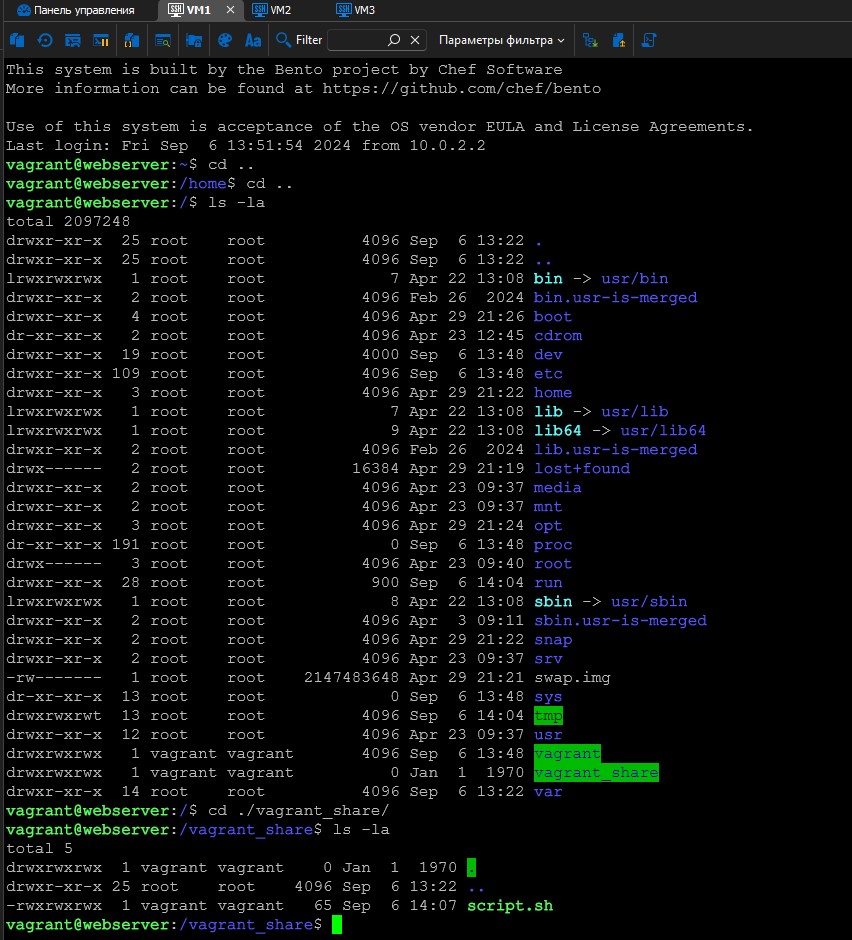 Панель управления VM1 VM2 VM3
Filter Параметры фильтра
This system is built by the Bento project by Chef Software
More information can be found at https://github.com/chef/bento
Use of this system is acceptance of the OS vendor EULA and License Agreements.
Last login: Fri Sep  6 13:51:54 2024 from 10.0.2.2
vagrant@webserver:~$ cd ..
vagrant@webserver:/home$ cd ..
vagrant@webserver:/$ ls -la
total 2097248
drwxr-xr-x  25 root    root          4096 Sep  6 13:22 .
drwxr-xr-x  25 root    root          4096 Sep  6 13:22 ..
lrwxrwxrwx   1 root    root             7 Apr 22 13:08 bin -> usr/bin
drwxr-xr-x   2 root    root          4096 Feb 26  2024 bin.usr-is-merged
drwxr-xr-x   4 root    root          4096 Apr 29 21:26 boot
dr-xr-xr-x   2 root    root          4096 Apr 23 12:45 cdrom
drwxr-xr-x  19 root    root          4000 Sep  6 13:48 dev
drwxr-xr-x 109 root    root          4096 Sep  6 13:48 etc
drwxr-xr-x   3 root    root          4096 Apr 29 21:22 home
lrwxrwxrwx   1 root    root             7 Apr 22 13:08 lib -> usr/lib
lrwxrwxrwx   1 root    root             9 Apr 22 13:08 lib64 -> usr/lib64
drwxr-xr-x   2 root    root          4096 Feb 26  2024 lib.usr-is-merged
drwx------   2 root    root         16384 Apr 29 21:19 lost+found
drwxr-xr-x   2 root    root          4096 Apr 23 09:37 media
drwxr-xr-x   2 root    root          4096 Apr 23 09:37 mnt
drwxr-xr-x   3 root    root          4096 Apr 29 21:24 opt
dr-xr-xr-x 191 root    root             0 Sep  6 13:48 proc
drwx------   3 root    root          4096 Apr 23 09:40 root
drwxr-xr-x  28 root    root           900 Sep  6 14:04 run
lrwxrwxrwx   1 root    root             8 Apr 22 13:08 sbin -> usr/sbin
drwxr-xr-x   2 root    root          4096 Apr  3 09:11 sbin.usr-is-merged
drwxr-xr-x   2 root    root          4096 Apr 29 21:22 snap
drwxr-xr-x   2 root    root          4096 Apr 23 09:37 srv
-rw-------   1 root    root    2147483648 Apr 29 21:21 swap.img
dr-xr-xr-x  13 root    root             0 Sep  6 13:48 sys
drwxrwxrwt  13 root    root          4096 Sep  6 14:04 tmp
drwxr-xr-x  12 root    root          4096 Apr 23 09:37 usr
drwxrwxrwx   1 vagrant vagrant       4096 Sep  6 13:48 vagrant
drwxrwxrwx   1 vagrant vagrant          0 Jan  1  1970 vagrant_share
drwxr-xr-x  14 root    root          4096 Sep  6 13:22 var
vagrant@webserver:/$ cd ./vagrant_share/
vagrant@webserver:/vagrant_share$ ls -la
total 5
drwxrwxrwx  1 vagrant vagrant    0 Jan  1  1970 .
drwxr-xr-x 25 root    root    4096 Sep  6 13:22 ..
-rwxrwxrwx  1 vagrant vagrant   65 Sep  6 14:07 script.sh
vagrant@webserver:/vagrant_share$